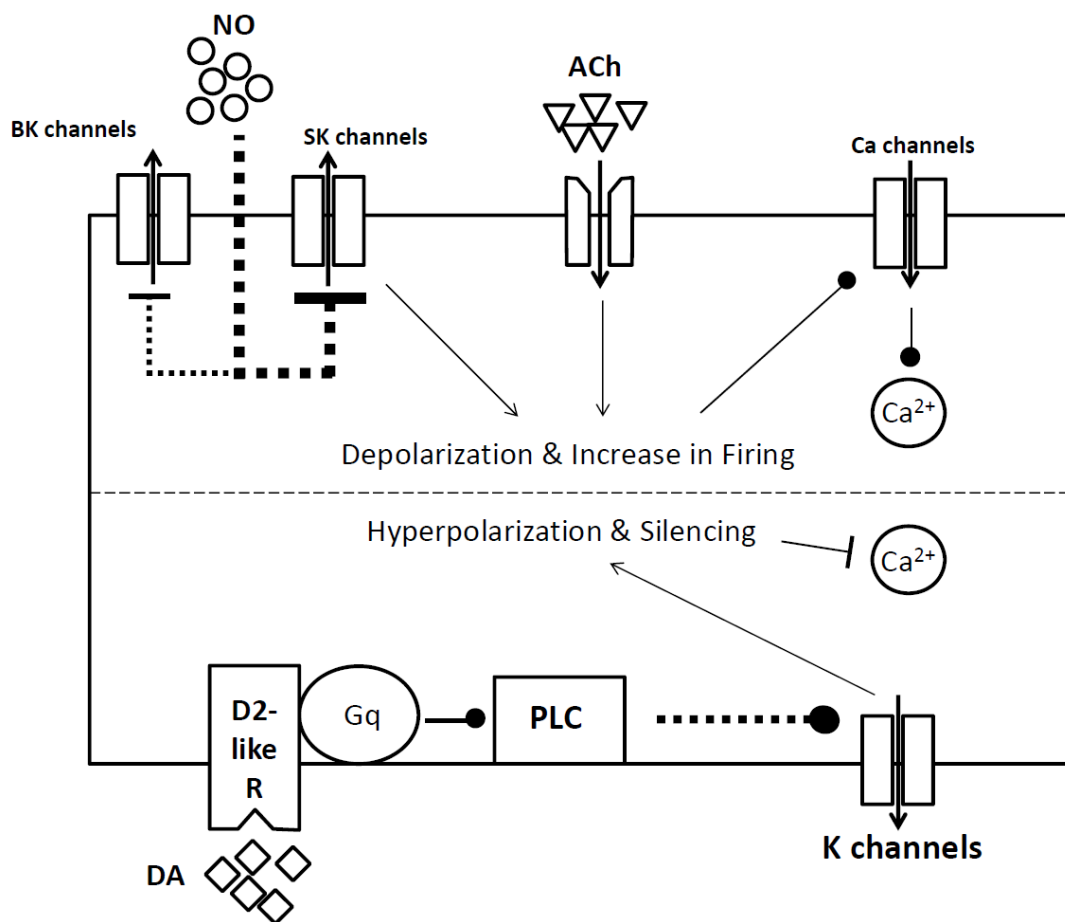 NO
ACh
BK channels
SK channels
Ca channels
Ca²⁺
Depolarization & Increase in Firing
Hyperpolarization & Silencing
Ca²⁺
D2-
like
R
Gq
PLC
K channels
DA